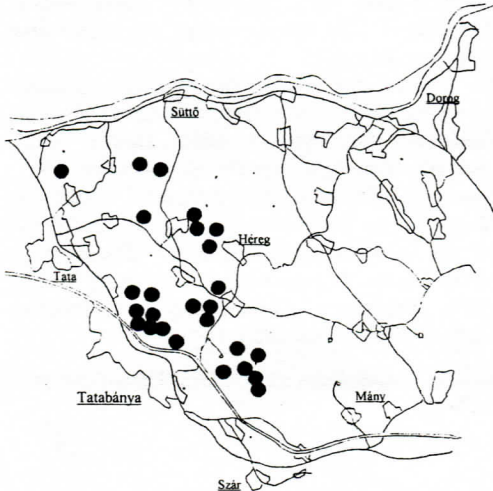 Dorog
Süttő
Héreg
Tata
Tatabánya
Mány
Szár